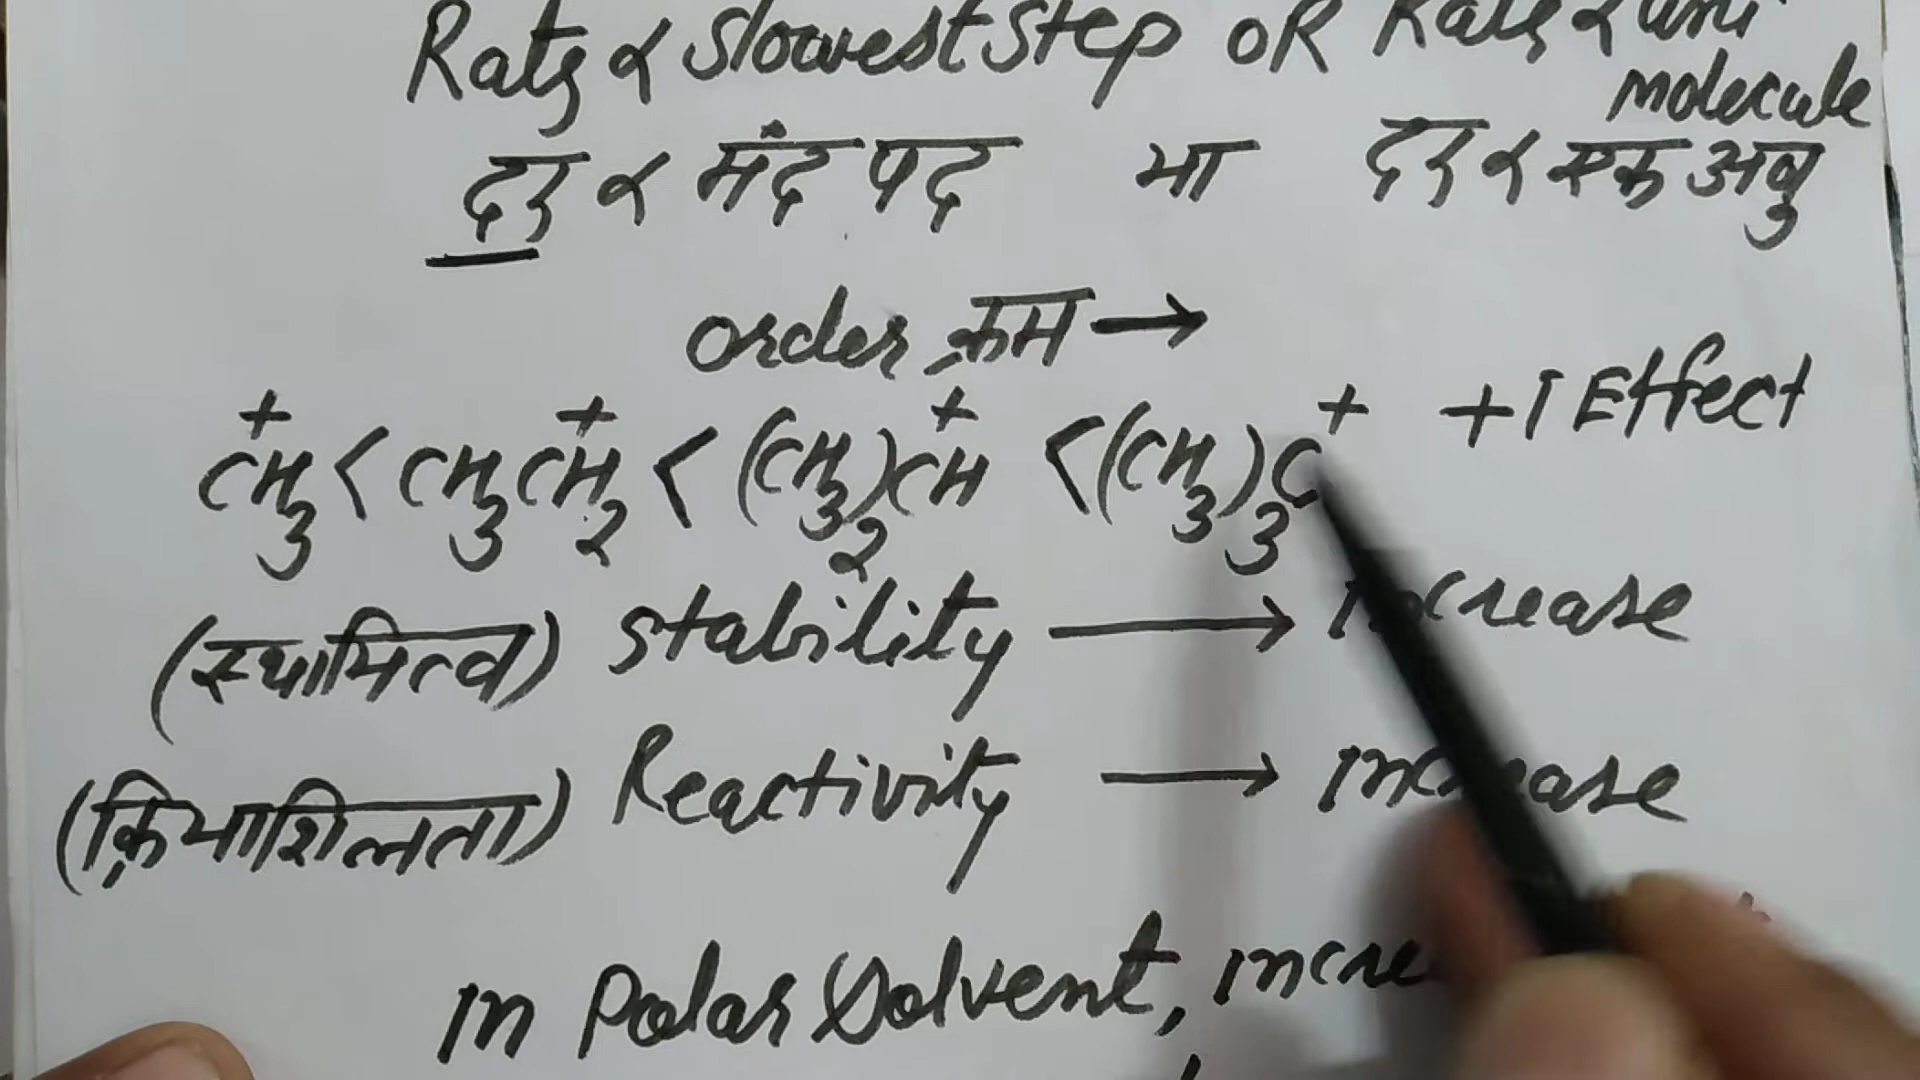 Rate ∝ Slowest Step OR Rate ∝ uni
molecule
दर ∝ मंद पद या दर ∝ एक अणु
order क्रम →
C⁺H₃ < CH₃C⁺H₂ < (CH₃)₂C⁺H < (CH₃)₃C⁺ +I Effect
(स्थायित्व) Stability → Increase
(क्रियाशिलता) Reactivity → Increase
In Polar Solvent,